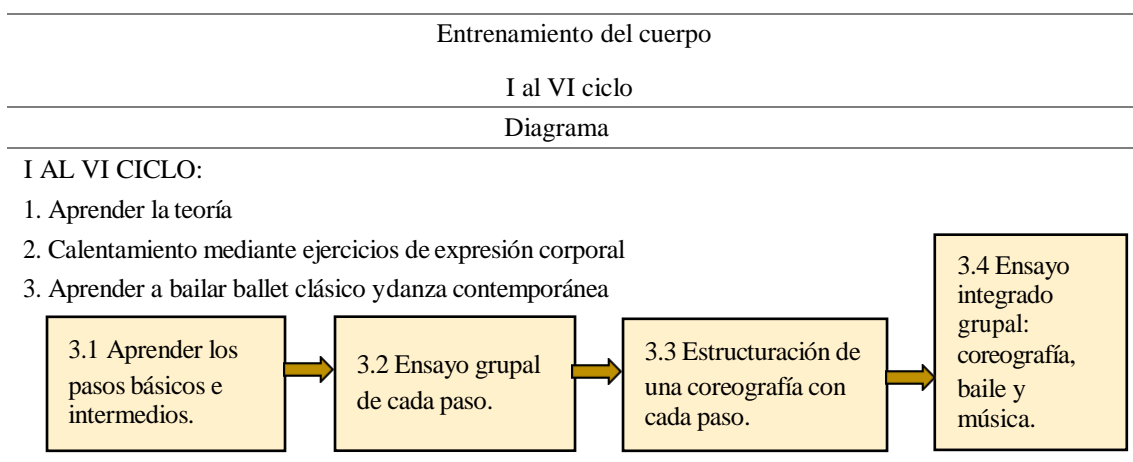 Entrenamiento del cuerpo
I al VI ciclo
Diagrama
I AL VI CICLO:
1. Aprender la teoría
2. Calentamiento mediante ejercicios de expresión corporal
3. Aprender a bailar ballet clásico ydanza contemporánea
3.1 Aprender los
pasos básicos e
intermedios.
3.2 Ensayo grupal
de cada paso.
3.3 Estructuración de
una coreografía con
cada paso.
3.4 Ensayo
integrado
grupal:
coreografía,
baile y
música.